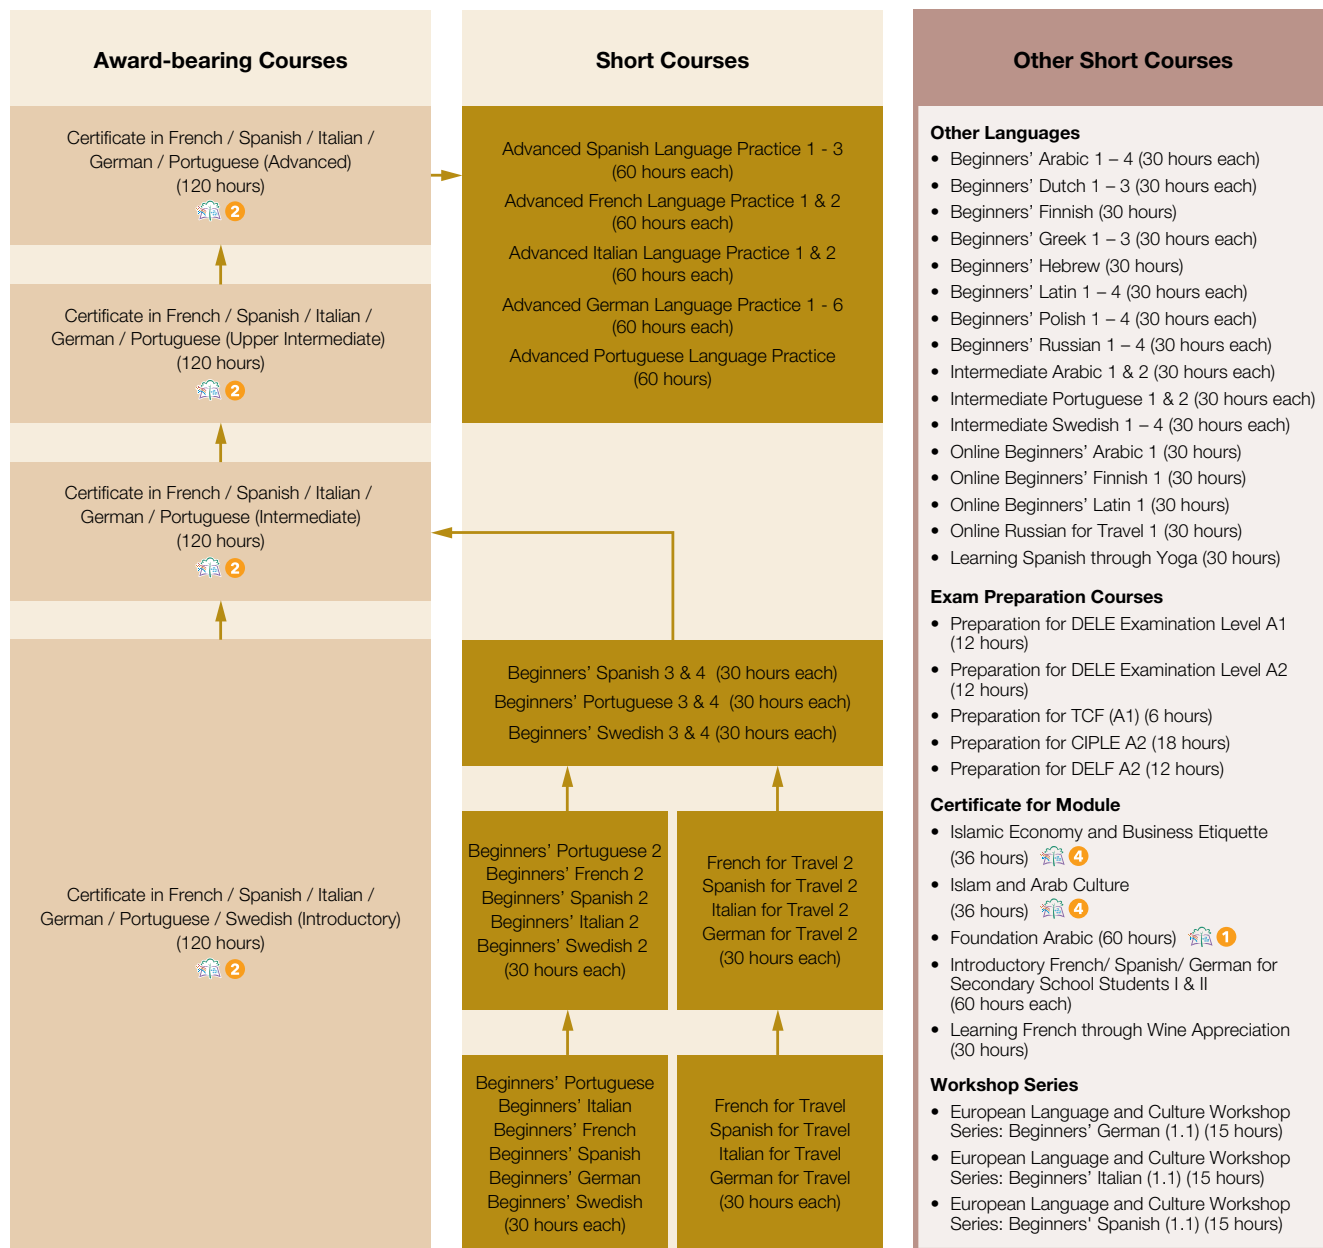 Award-bearing Courses
Certificate in French / Spanish / Italian /
German / Portuguese (Advanced)
(120 hours)
2
Certificate in French / Spanish / Italian /
German / Portuguese (Upper Intermediate)
(120 hours)
2
Certificate in French / Spanish / Italian /
German / Portuguese (Intermediate)
(120 hours)
2
Certificate in French / Spanish / Italian /
German / Portuguese / Swedish (Introductory)
(120 hours)
2
Short Courses
Advanced Spanish Language Practice 1 - 3
(60 hours each)
Advanced French Language Practice 1 & 2
(60 hours each)
Advanced Italian Language Practice 1 & 2
(60 hours each)
Advanced German Language Practice 1 - 6
(60 hours each)
Advanced Portuguese Language Practice
(60 hours)
Beginners’ Spanish 3 & 4 (30 hours each)
Beginners’ Portuguese 3 & 4 (30 hours each)
Beginners’ Swedish 3 & 4 (30 hours each)
Beginners’ Portuguese 2
Beginners’ French 2
Beginners’ Spanish 2
Beginners’ Italian 2
Beginners’ Swedish 2
(30 hours each)
French for Travel 2
Spanish for Travel 2
Italian for Travel 2
German for Travel 2
(30 hours each)
Beginners’ Portuguese
Beginners’ Italian
Beginners’ French
Beginners’ Spanish
Beginners’ German
Beginners’ Swedish
(30 hours each)
French for Travel
Spanish for Travel
Italian for Travel
German for Travel
(30 hours each)
Other Short Courses
Other Languages
• Beginners’ Arabic 1 – 4 (30 hours each)
• Beginners’ Dutch 1 – 3 (30 hours each)
• Beginners’ Finnish (30 hours)
• Beginners’ Greek 1 – 3 (30 hours each)
• Beginners’ Hebrew (30 hours)
• Beginners’ Latin 1 – 4 (30 hours each)
• Beginners’ Polish 1 – 4 (30 hours each)
• Beginners’ Russian 1 – 4 (30 hours each)
• Intermediate Arabic 1 & 2 (30 hours each)
• Intermediate Portuguese 1 & 2 (30 hours each)
• Intermediate Swedish 1 – 4 (30 hours each)
• Online Beginners’ Arabic 1 (30 hours)
• Online Beginners’ Finnish 1 (30 hours)
• Online Beginners’ Latin 1 (30 hours)
• Online Russian for Travel 1 (30 hours)
• Learning Spanish through Yoga (30 hours)
Exam Preparation Courses
• Preparation for DELE Examination Level A1
(12 hours)
• Preparation for DELE Examination Level A2
(12 hours)
• Preparation for TCF (A1) (6 hours)
• Preparation for CIPLE A2 (18 hours)
• Preparation for DELF A2 (12 hours)
Certificate for Module
• Islamic Economy and Business Etiquette
(36 hours) 4
• Islam and Arab Culture
(36 hours) 4
• Foundation Arabic (60 hours) 1
• Introductory French/ Spanish/ German for
Secondary School Students I & II
(60 hours each)
• Learning French through Wine Appreciation
(30 hours)
Workshop Series
• European Language and Culture Workshop
Series: Beginners’ German (1.1) (15 hours)
• European Language and Culture Workshop
Series: Beginners’ Italian (1.1) (15 hours)
• European Language and Culture Workshop
Series: Beginners' Spanish (1.1) (15 hours)